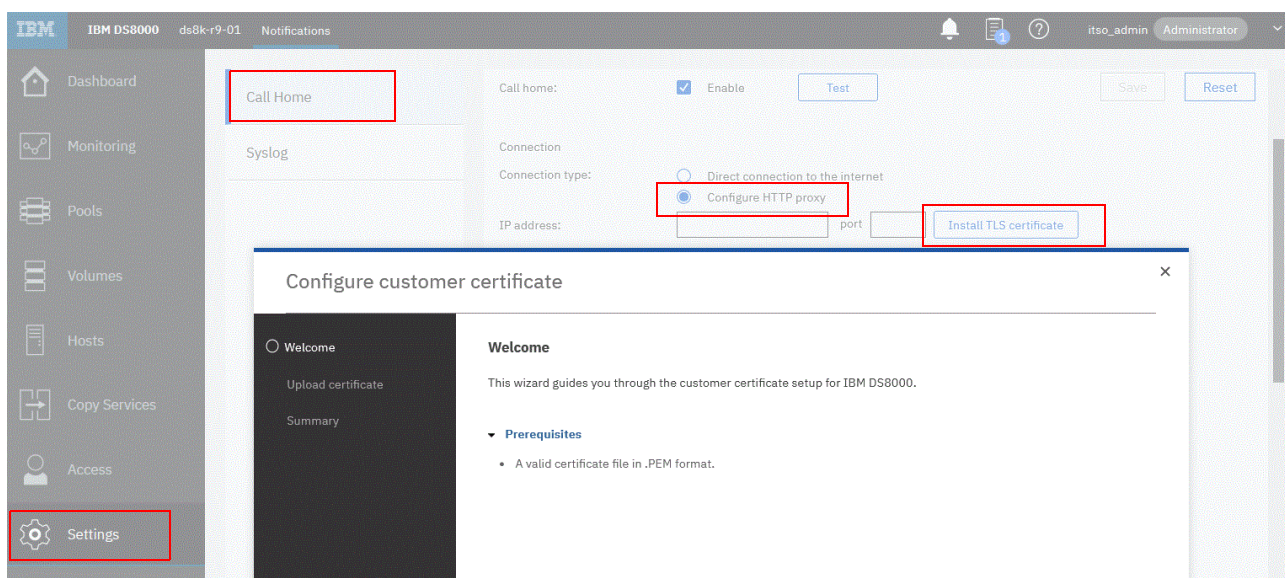 IBM IBM DS8000 ds8k-r9-01 Notifications 1 ? itso_admin Administrator
Dashboard
Monitoring
Pools
Volumes
Hosts
Copy Services
Access
Settings
Call Home
Syslog
Call home: Enable Test Save Reset
Connection
Connection type: Direct connection to the internet
Configure HTTP proxy
IP address: port Install TLS certificate
Configure customer certificate ×
Welcome
Upload certificate
Summary
Welcome
This wizard guides you through the customer certificate setup for IBM DS8000.
Prerequisites
• A valid certificate file in .PEM format.